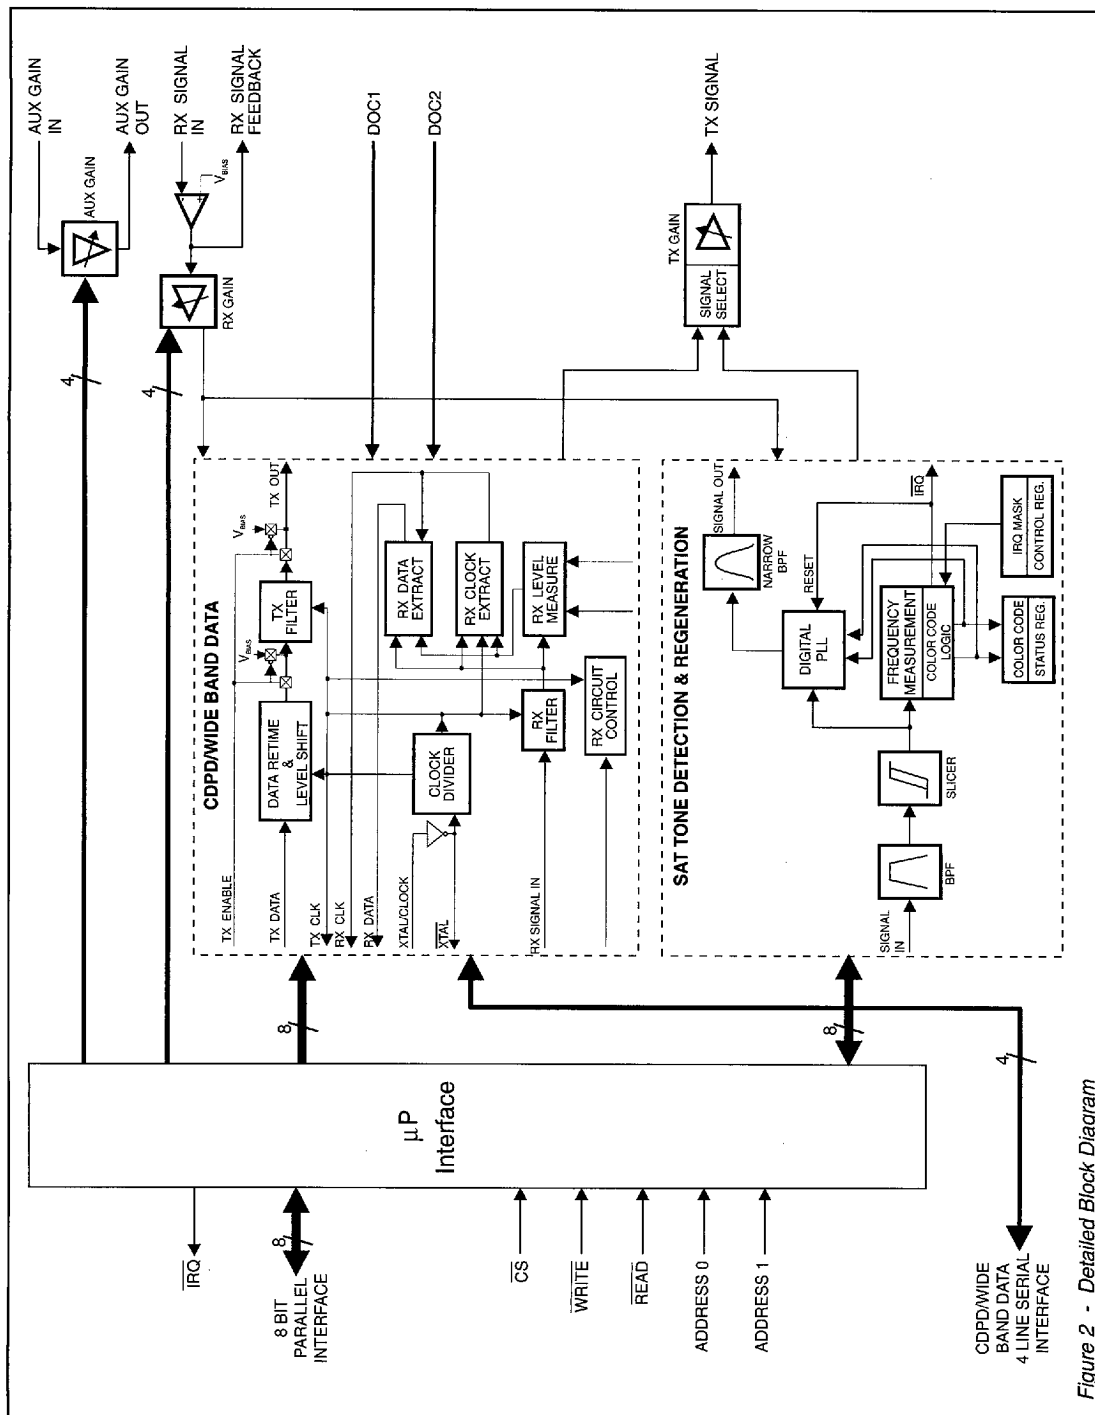 AUX GAIN
IN
AUX GAIN
OUT
RX SIGNAL
IN
RX SIGNAL
FEEDBACK
AUX GAIN
VBIAS
-
+
RX GAIN
4
4
DOC1
DOC2
TX SIGNAL
TX GAIN
SIGNAL
SELECT
CDPD/WIDE BAND DATA
TX ENABLE
TX DATA
TX CLK
RX CLK
RX DATA
XTAL/CLOCK
XTAL
RX SIGNAL IN
DATA RETIME
&
LEVEL SHIFT
VBIAS
TX
FILTER
VBIAS
TX OUT
CLOCK
DIVIDER
RX
FILTER
RX CIRCUIT
CONTROL
RX DATA
EXTRACT
RX CLOCK
EXTRACT
RX LEVEL
MEASURE
SAT TONE DETECTION & REGENERATION
SIGNAL
IN
BPF
SLICER
DIGITAL
PLL
RESET
NARROW
BPF
SIGNAL OUT
FREQUENCY
MEASUREMENT
COLOR CODE
LOGIC
IRQ
COLOR CODE
STATUS REG.
IRQ MASK
CONTROL REG.
8
8
4
µP
Interface
IRQ
8
8 BIT
PARALLEL
INTERFACE
CS
WRITE
READ
ADDRESS 0
ADDRESS 1
CDPD/WIDE
BAND DATA
4 LINE SERIAL
INTERFACE
Figure 2 - Detailed Block Diagram